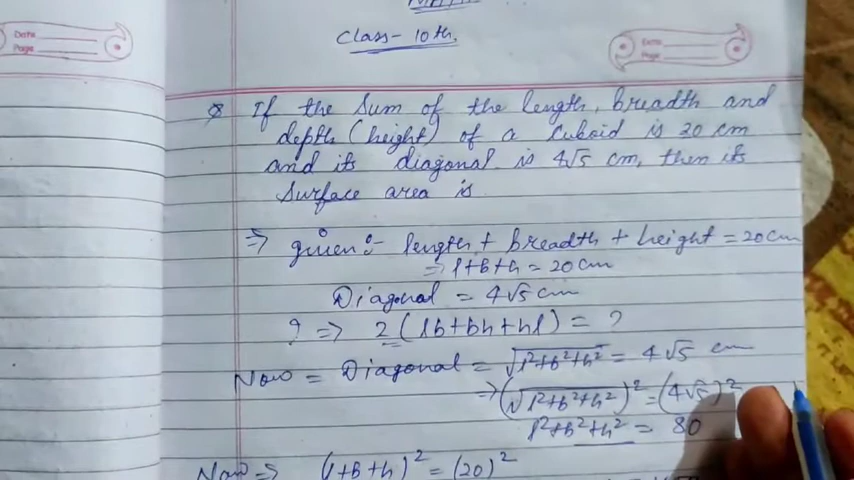 Class- 10th.
Date
Page
Date
Page
If the sum of the length, breadth and
depth (height) of a cuboid is 20 cm
and its diagonal is 4√5 cm, then its
Surface area is
⇒ given:- length + breadth + height = 20cm
⇒ l+b+h = 20cm
Diagonal = 4√5 cm
? ⇒ 2(lb+bh+hl) = ?
Now = Diagonal = √l²+b²+h² = 4√5 cm
⇒(√l²+b²+h²)² = (4√5)²
l²+b²+h² = 80
Now ⇒ (l+b+h)² = (20)²